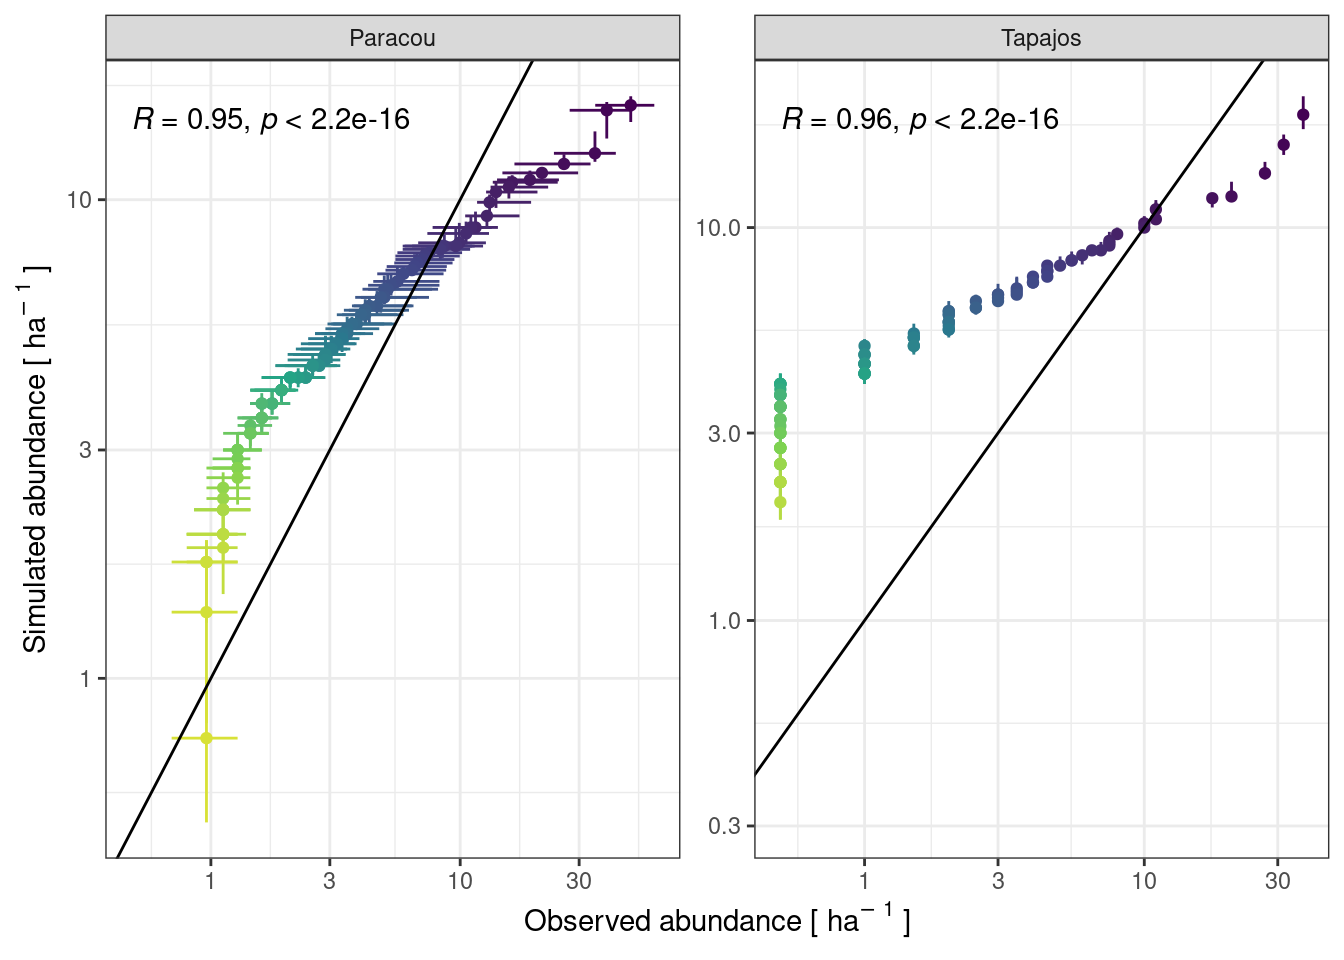 Paracou
Tapajos
R = 0.95, p < 2.2e-16
R = 0.96, p < 2.2e-16
Simulated abundance [ ha⁻¹ ]
10
3
1
10.0
3.0
1.0
0.3
1 3 10 30
1 3 10 30
Observed abundance [ ha⁻¹ ]